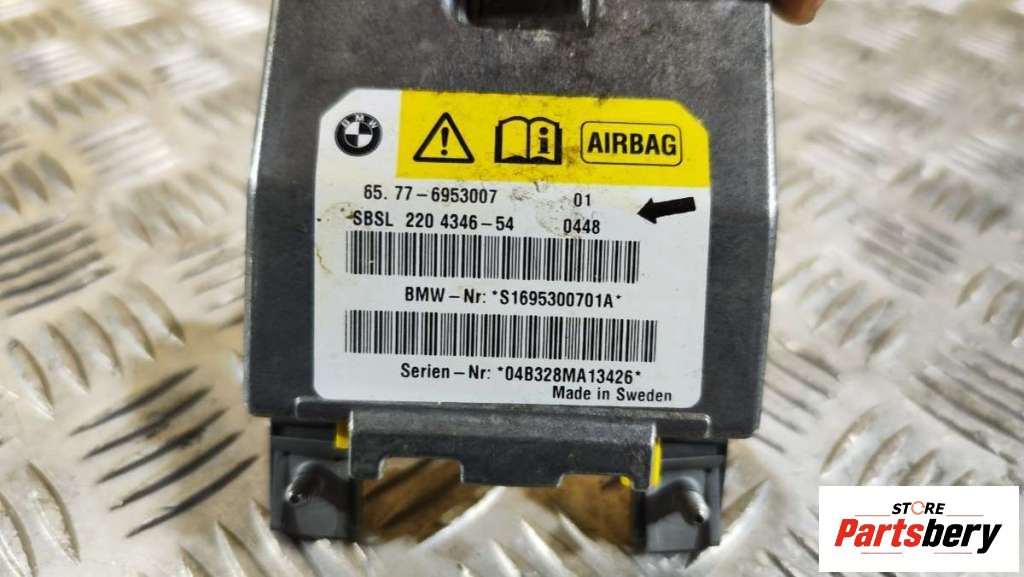 BMW
AIRBAG
65. 77-6953007 01
SBSL 220 4346-54 0448
BMW-Nr: *S1695300701A*
Serien-Nr: *04B328MA13426*
Made in Sweden
STORE
Partsbery